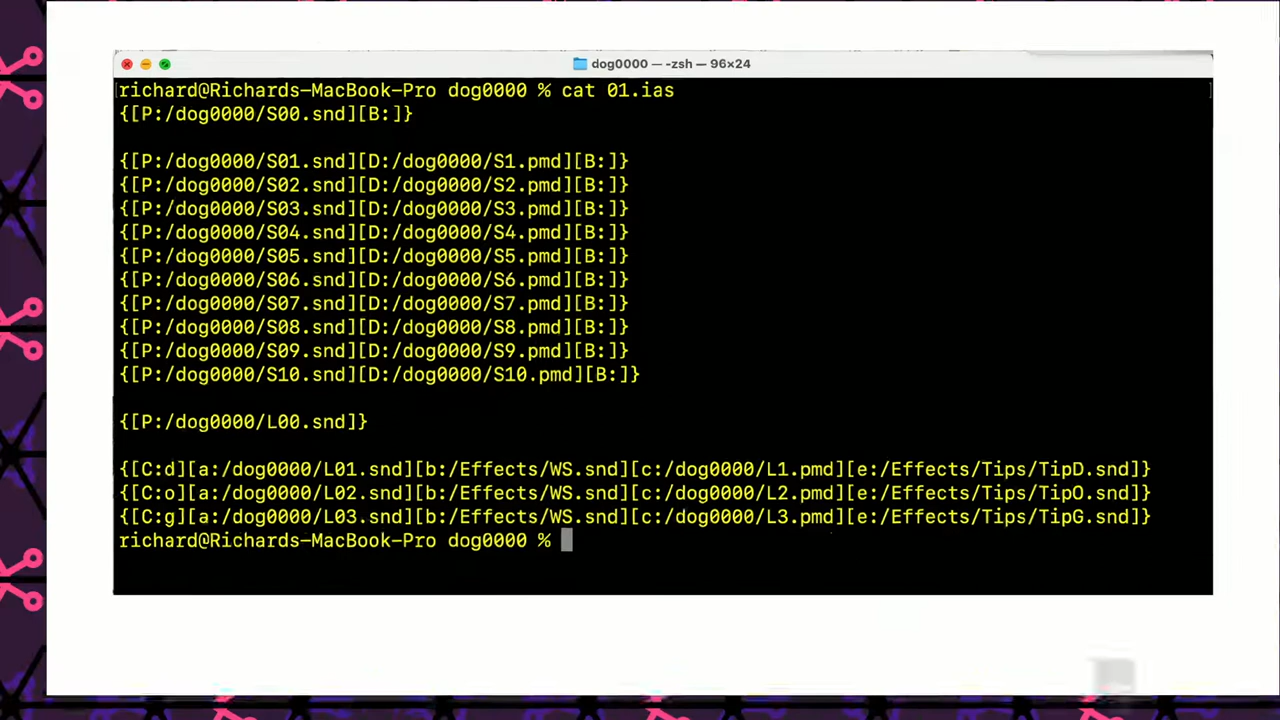 dog0000 — -zsh — 96×24
richard@Richards-MacBook-Pro dog0000 % cat 01.ias
{[P:/dog0000/S00.snd][B:]}
{[P:/dog0000/S01.snd][D:/dog0000/S1.pmd][B:]}
{[P:/dog0000/S02.snd][D:/dog0000/S2.pmd][B:]}
{[P:/dog0000/S03.snd][D:/dog0000/S3.pmd][B:]}
{[P:/dog0000/S04.snd][D:/dog0000/S4.pmd][B:]}
{[P:/dog0000/S05.snd][D:/dog0000/S5.pmd][B:]}
{[P:/dog0000/S06.snd][D:/dog0000/S6.pmd][B:]}
{[P:/dog0000/S07.snd][D:/dog0000/S7.pmd][B:]}
{[P:/dog0000/S08.snd][D:/dog0000/S8.pmd][B:]}
{[P:/dog0000/S09.snd][D:/dog0000/S9.pmd][B:]}
{[P:/dog0000/S10.snd][D:/dog0000/S10.pmd][B:]}
{[P:/dog0000/L00.snd]}
{[C:d][a:/dog0000/L01.snd][b:/Effects/WS.snd][c:/dog0000/L1.pmd][e:/Effects/Tips/TipD.snd]}
{[C:o][a:/dog0000/L02.snd][b:/Effects/WS.snd][c:/dog0000/L2.pmd][e:/Effects/Tips/TipO.snd]}
{[C:g][a:/dog0000/L03.snd][b:/Effects/WS.snd][c:/dog0000/L3.pmd][e:/Effects/Tips/TipG.snd]}
richard@Richards-MacBook-Pro dog0000 %